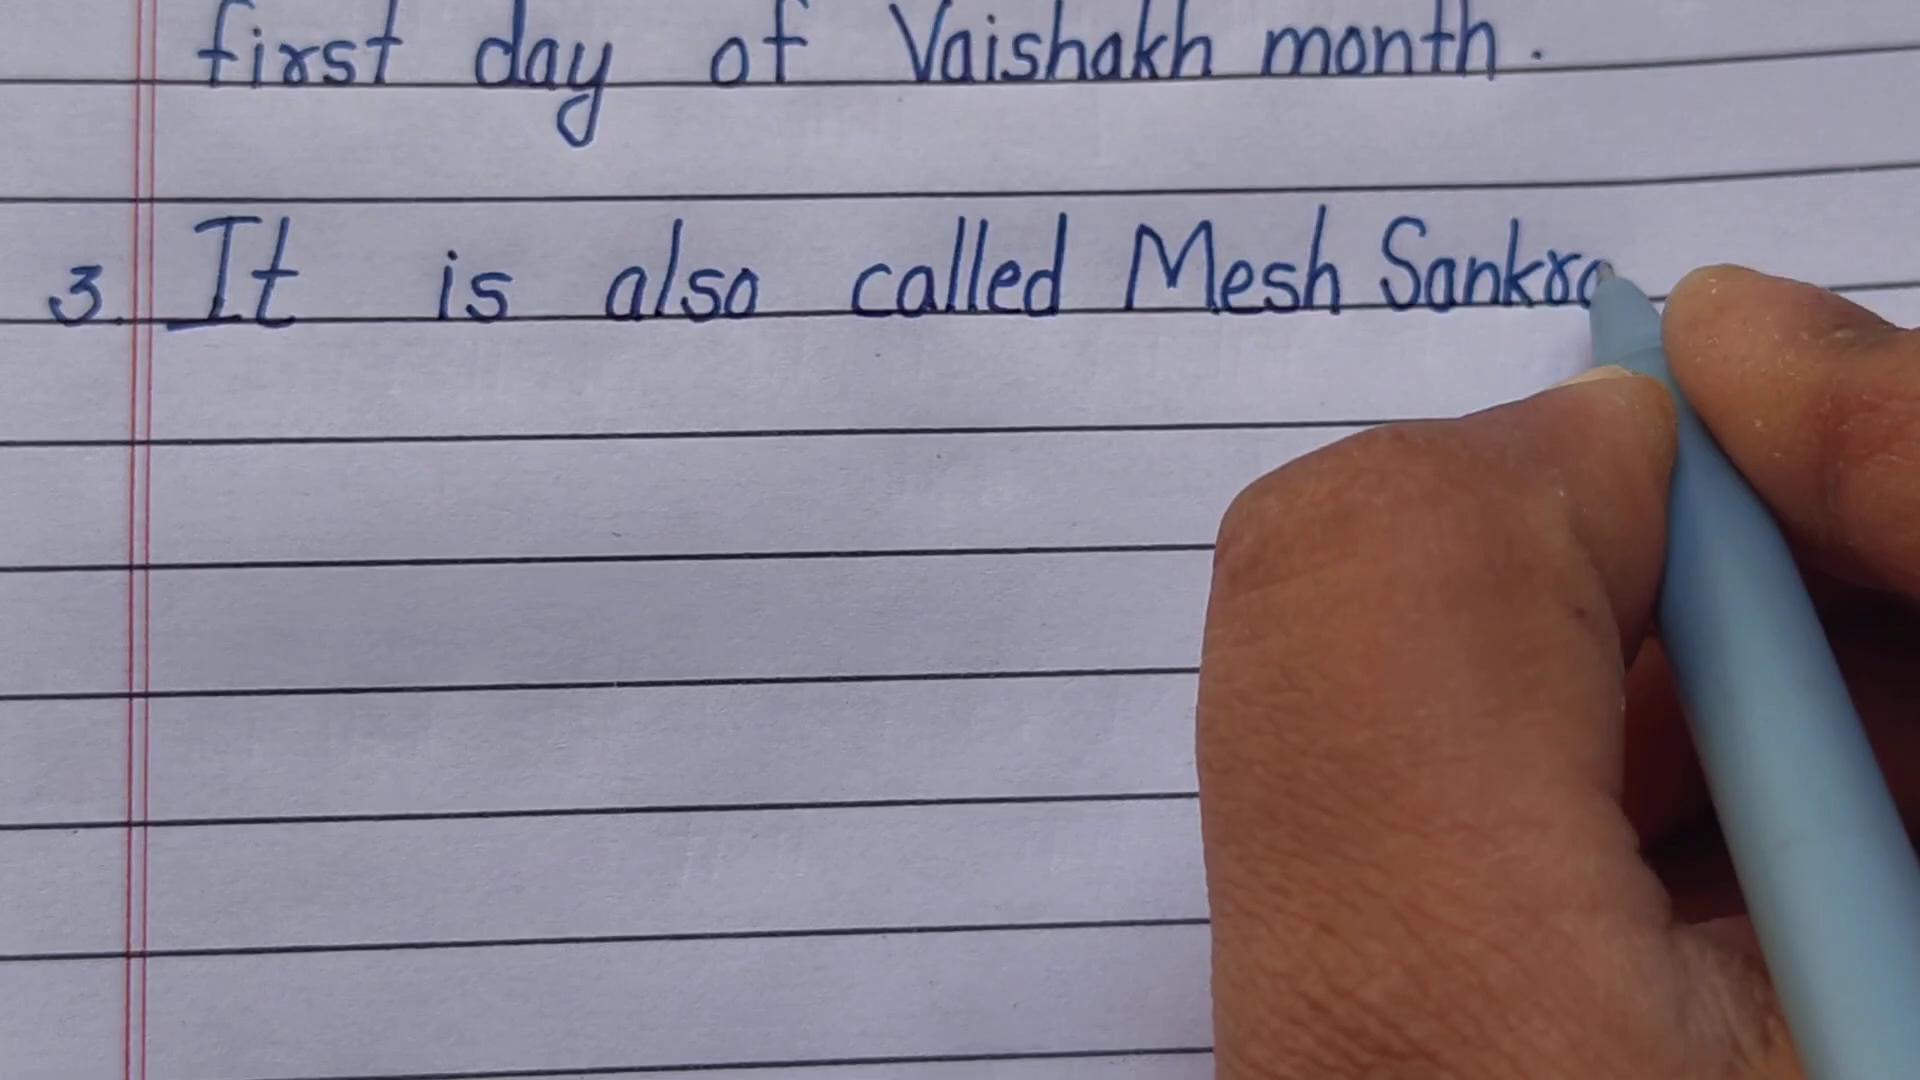 first day of Vaishakh month.
3. It is also called Mesh Sankra